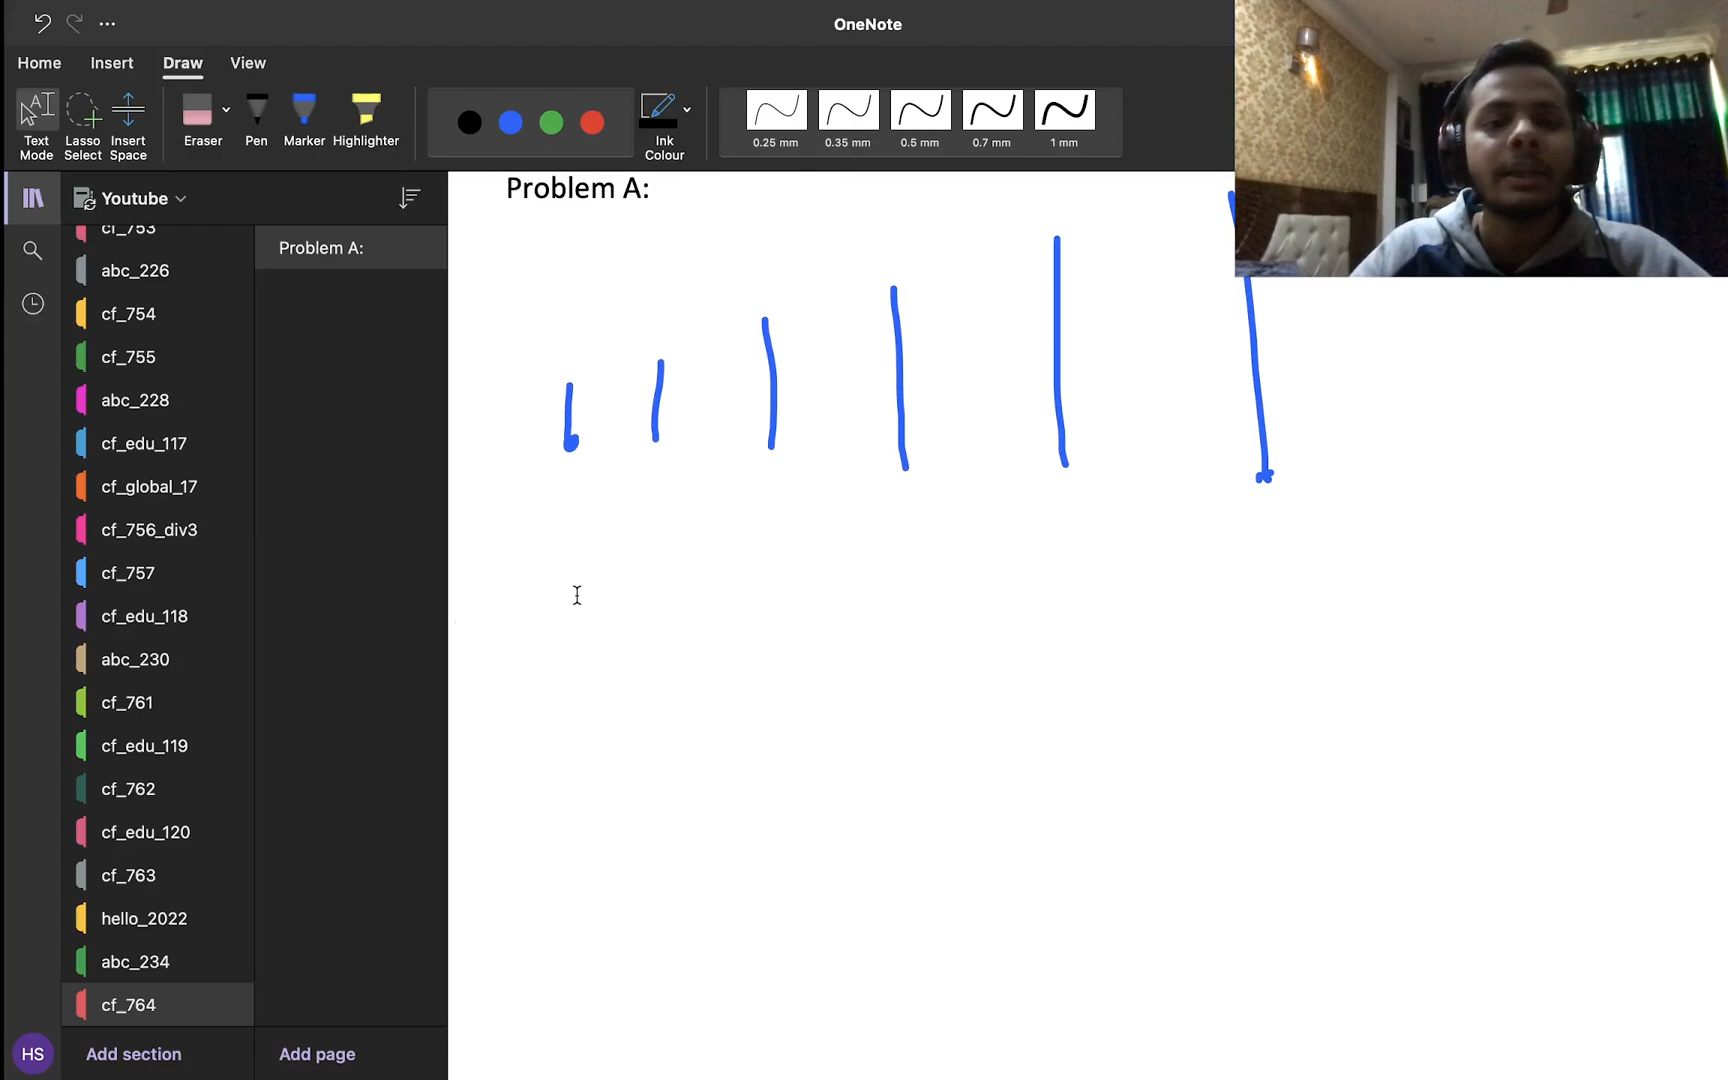 OneNote
Home Insert Draw View
Text Mode
Lasso Select
Insert Space
Eraser
Pen
Marker
Highlighter
Ink Colour
0.25 mm
0.35 mm
0.5 mm
0.7 mm
1 mm
Youtube
cf_753
abc_226
cf_754
cf_755
abc_228
cf_edu_117
cf_global_17
cf_756_div3
cf_757
cf_edu_118
abc_230
cf_761
cf_edu_119
cf_762
cf_edu_120
cf_763
hello_2022
abc_234
cf_764
HS
Add section
Problem A:
Add page
Problem A: